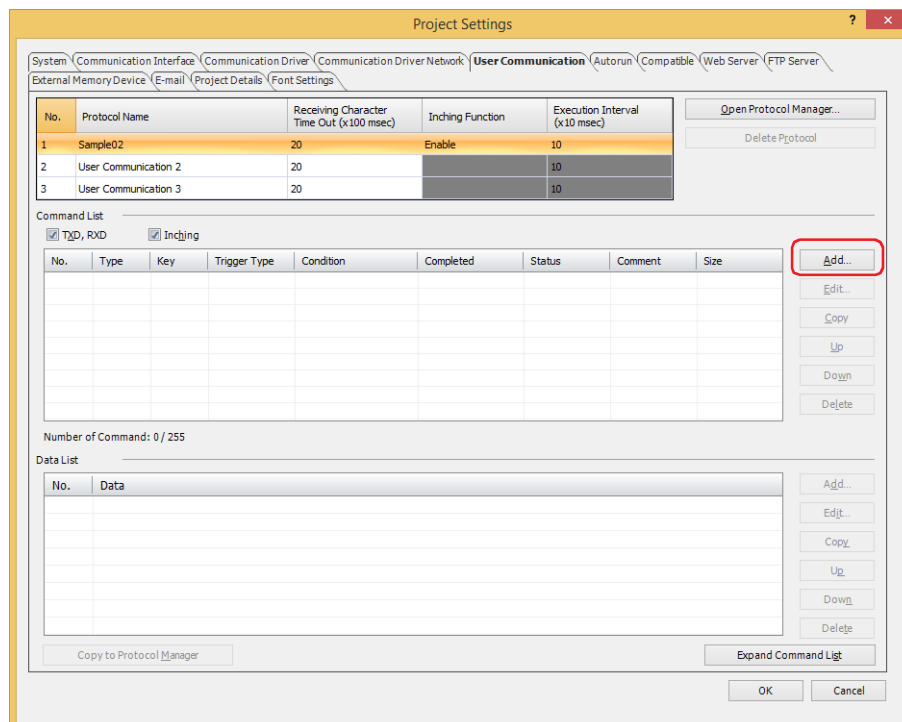 Project Settings
?
System Communication Interface Communication Driver Communication Driver Network User Communication Autorun Compatible Web Server FTP Server
External Memory Device E-mail Project Details Font Settings
No. Protocol Name Receiving Character Time Out (x100 msec) Inching Function Execution Interval (x10 msec)
Open Protocol Manager...
1 Sample02 20 Enable 10
Delete Protocol
2 User Communication 2 20 10
3 User Communication 3 20 10
Command List
TXD, RXD Inching
No. Type Key Trigger Type Condition Completed Status Comment Size
Add...
Edit...
Copy
Up
Down
Delete
Number of Command: 0 / 255
Data List
No. Data
Add...
Edit...
Copy
Up
Down
Delete
Copy to Protocol Manager
Expand Command List
OK Cancel